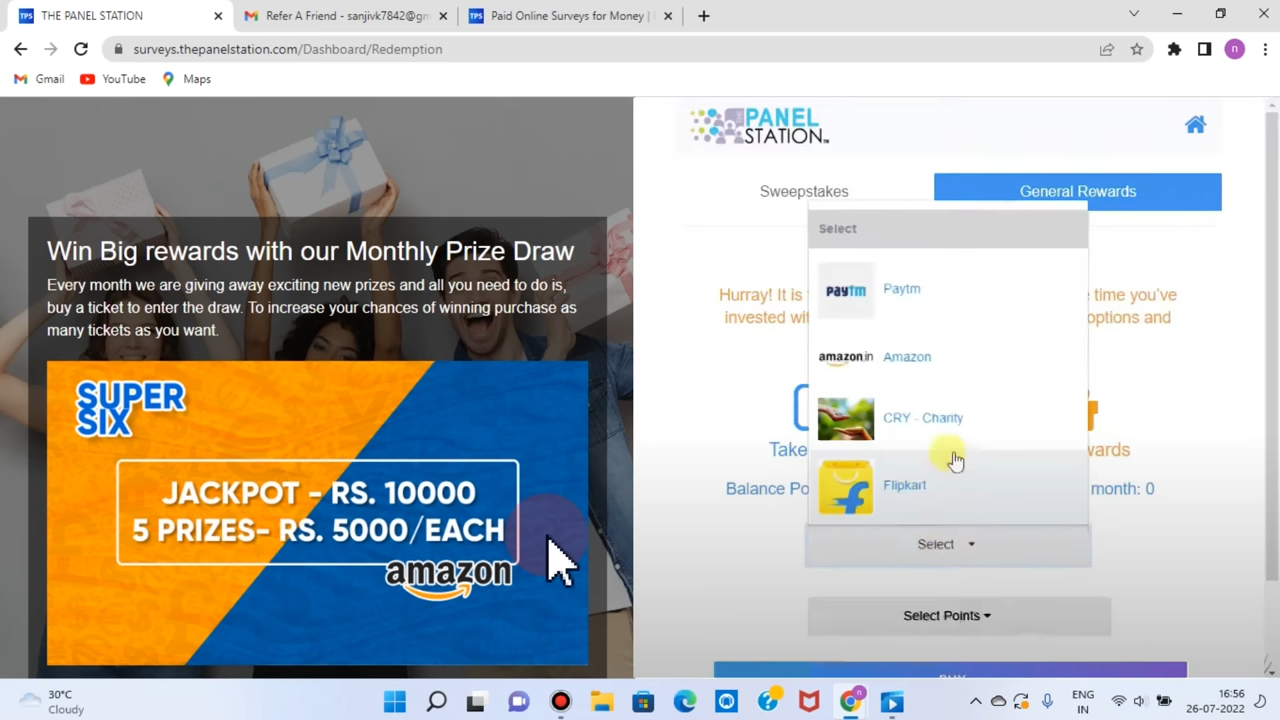 THE PANEL STATION
Refer A Friend - sanjivk7842@gm
Paid Online Surveys for Money |
surveys.thepanelstation.com/Dashboard/Redemption
n
Gmail
YouTube
Maps
Win Big rewards with our Monthly Prize Draw
Every month we are giving away exciting new prizes and all you need to do is,
buy a ticket to enter the draw. To increase your chances of winning purchase as
many tickets as you want.
SUPER
SIX
JACKPOT - RS. 10000
5 PRIZES- RS. 5000/EACH
amazon
THE PANEL
STATION™
Sweepstakes
General Rewards
Select
Paytm
Paytm
Hurray! It is
time you've
invested wi
options and
amazon.in
Amazon
CRY - Charity
Take
wards
Balance Po
month: 0
Flipkart
Select
Select Points
BUY
30°C
Cloudy
ENG
IN
16:56
26-07-2022